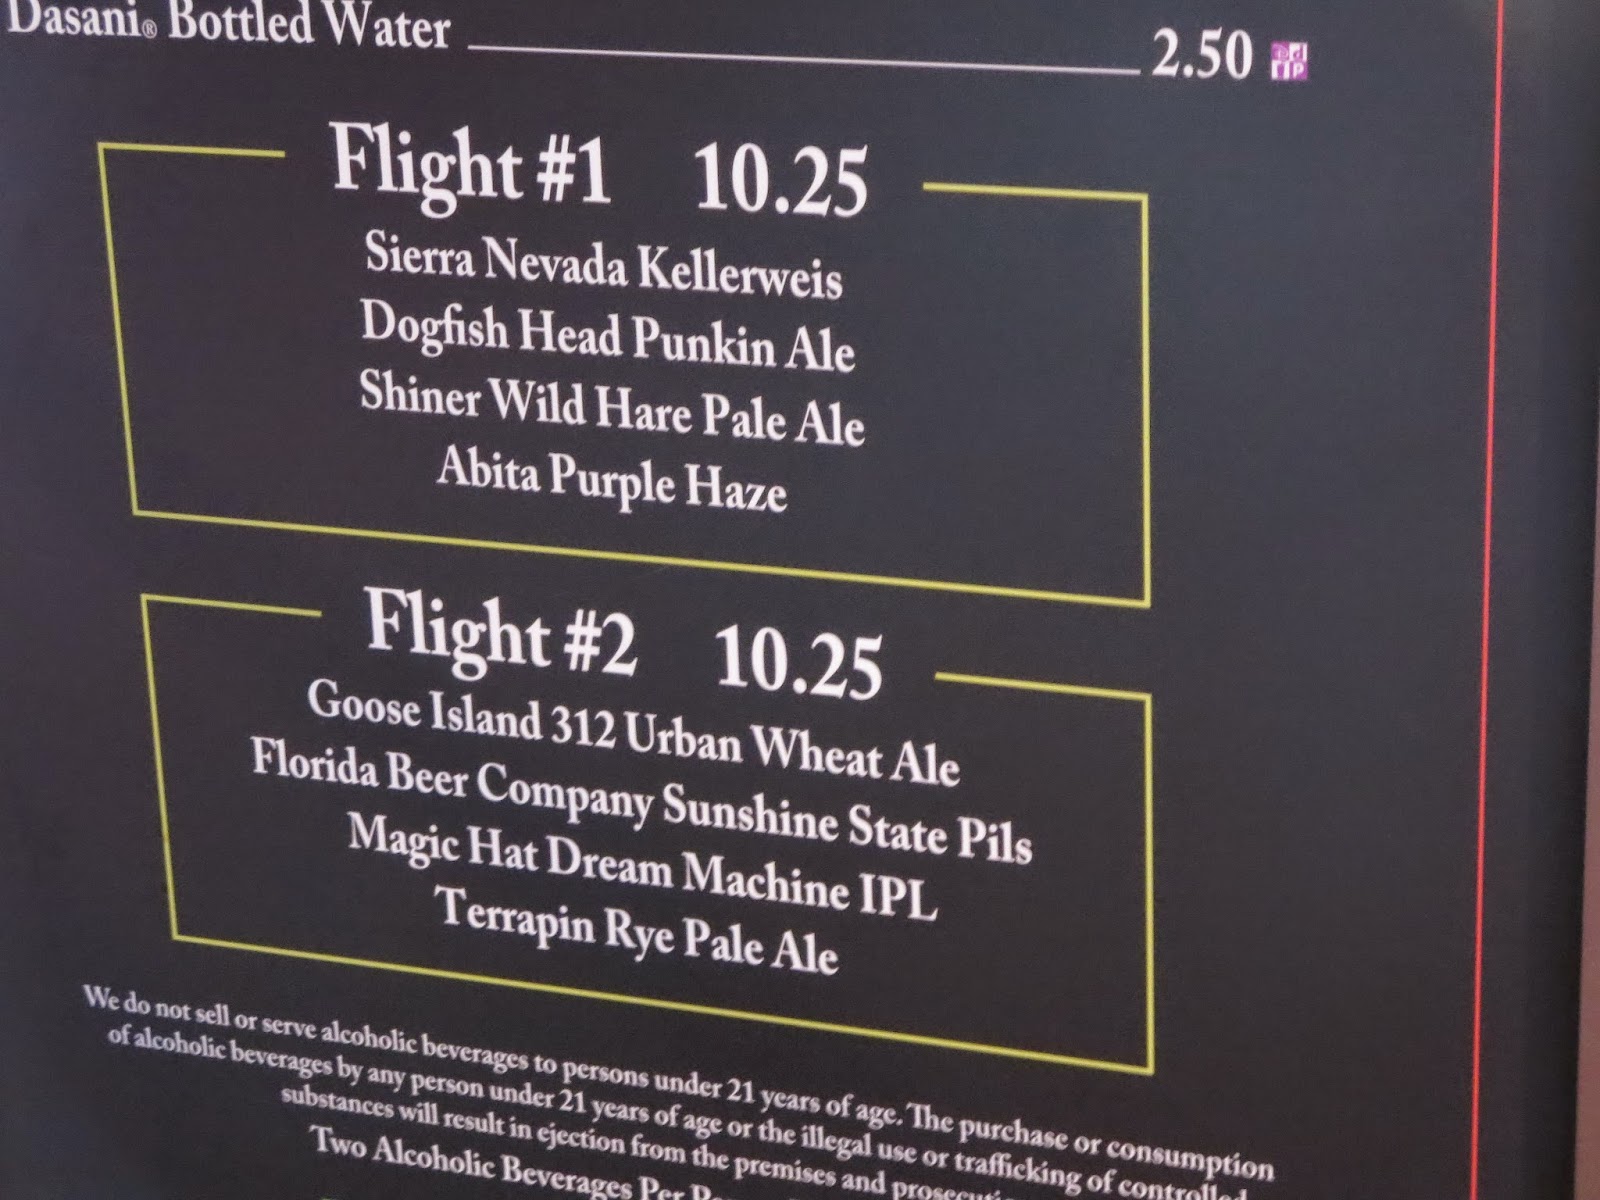 Dasani® Bottled Water 2.50
Flight #1 10.25
Sierra Nevada Kellerweis
Dogfish Head Punkin Ale
Shiner Wild Hare Pale Ale
Abita Purple Haze
Flight #2 10.25
Goose Island 312 Urban Wheat Ale
Florida Beer Company Sunshine State Pils
Magic Hat Dream Machine IPL
Terrapin Rye Pale Ale
We do not sell or serve alcoholic beverages to persons under 21 years of age. The purchase or consumption
of alcoholic beverages by any person under 21 years of age or the illegal use or trafficking of controlled
substances will result in ejection from the premises and
Two Alcoholic Beverages Per